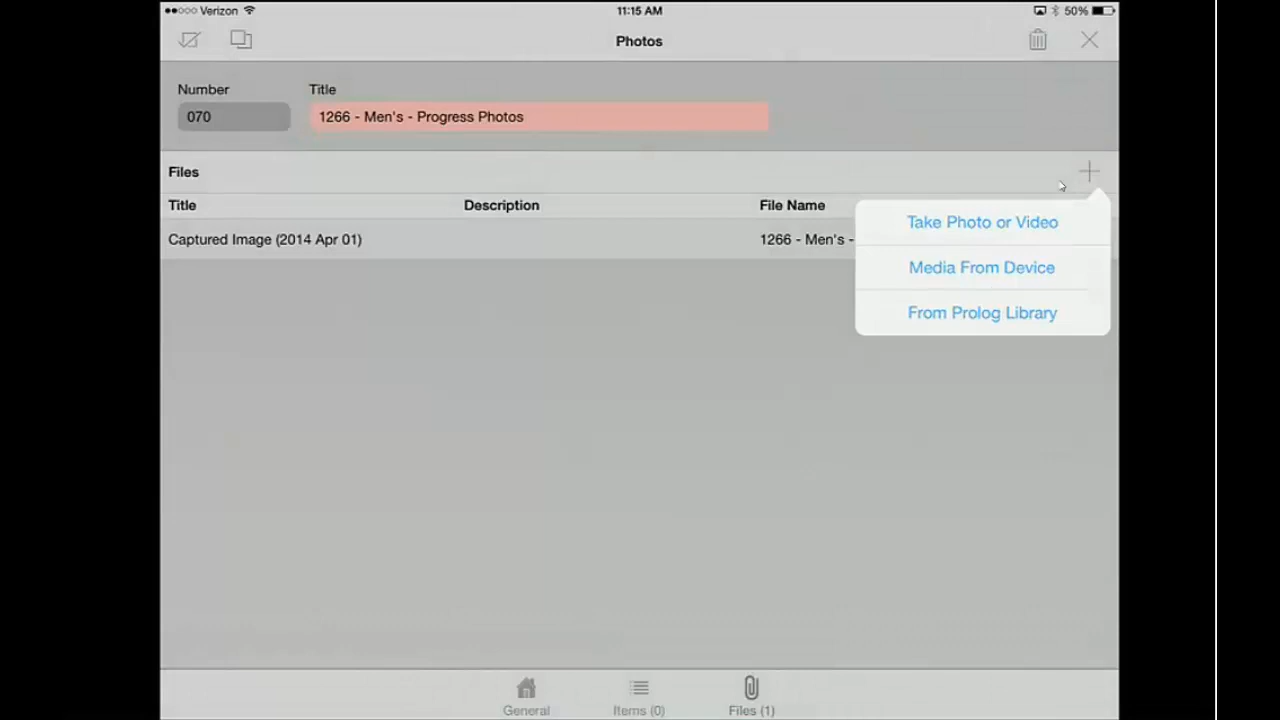 Verizon 11:15 AM 50%
Photos
Number Title
070 1266 - Men's - Progress Photos
Files
Title Description File Name
Captured Image (2014 Apr 01) 1266 - Men's -
Take Photo or Video
Media From Device
From Prolog Library
General Items (0) Files (1)